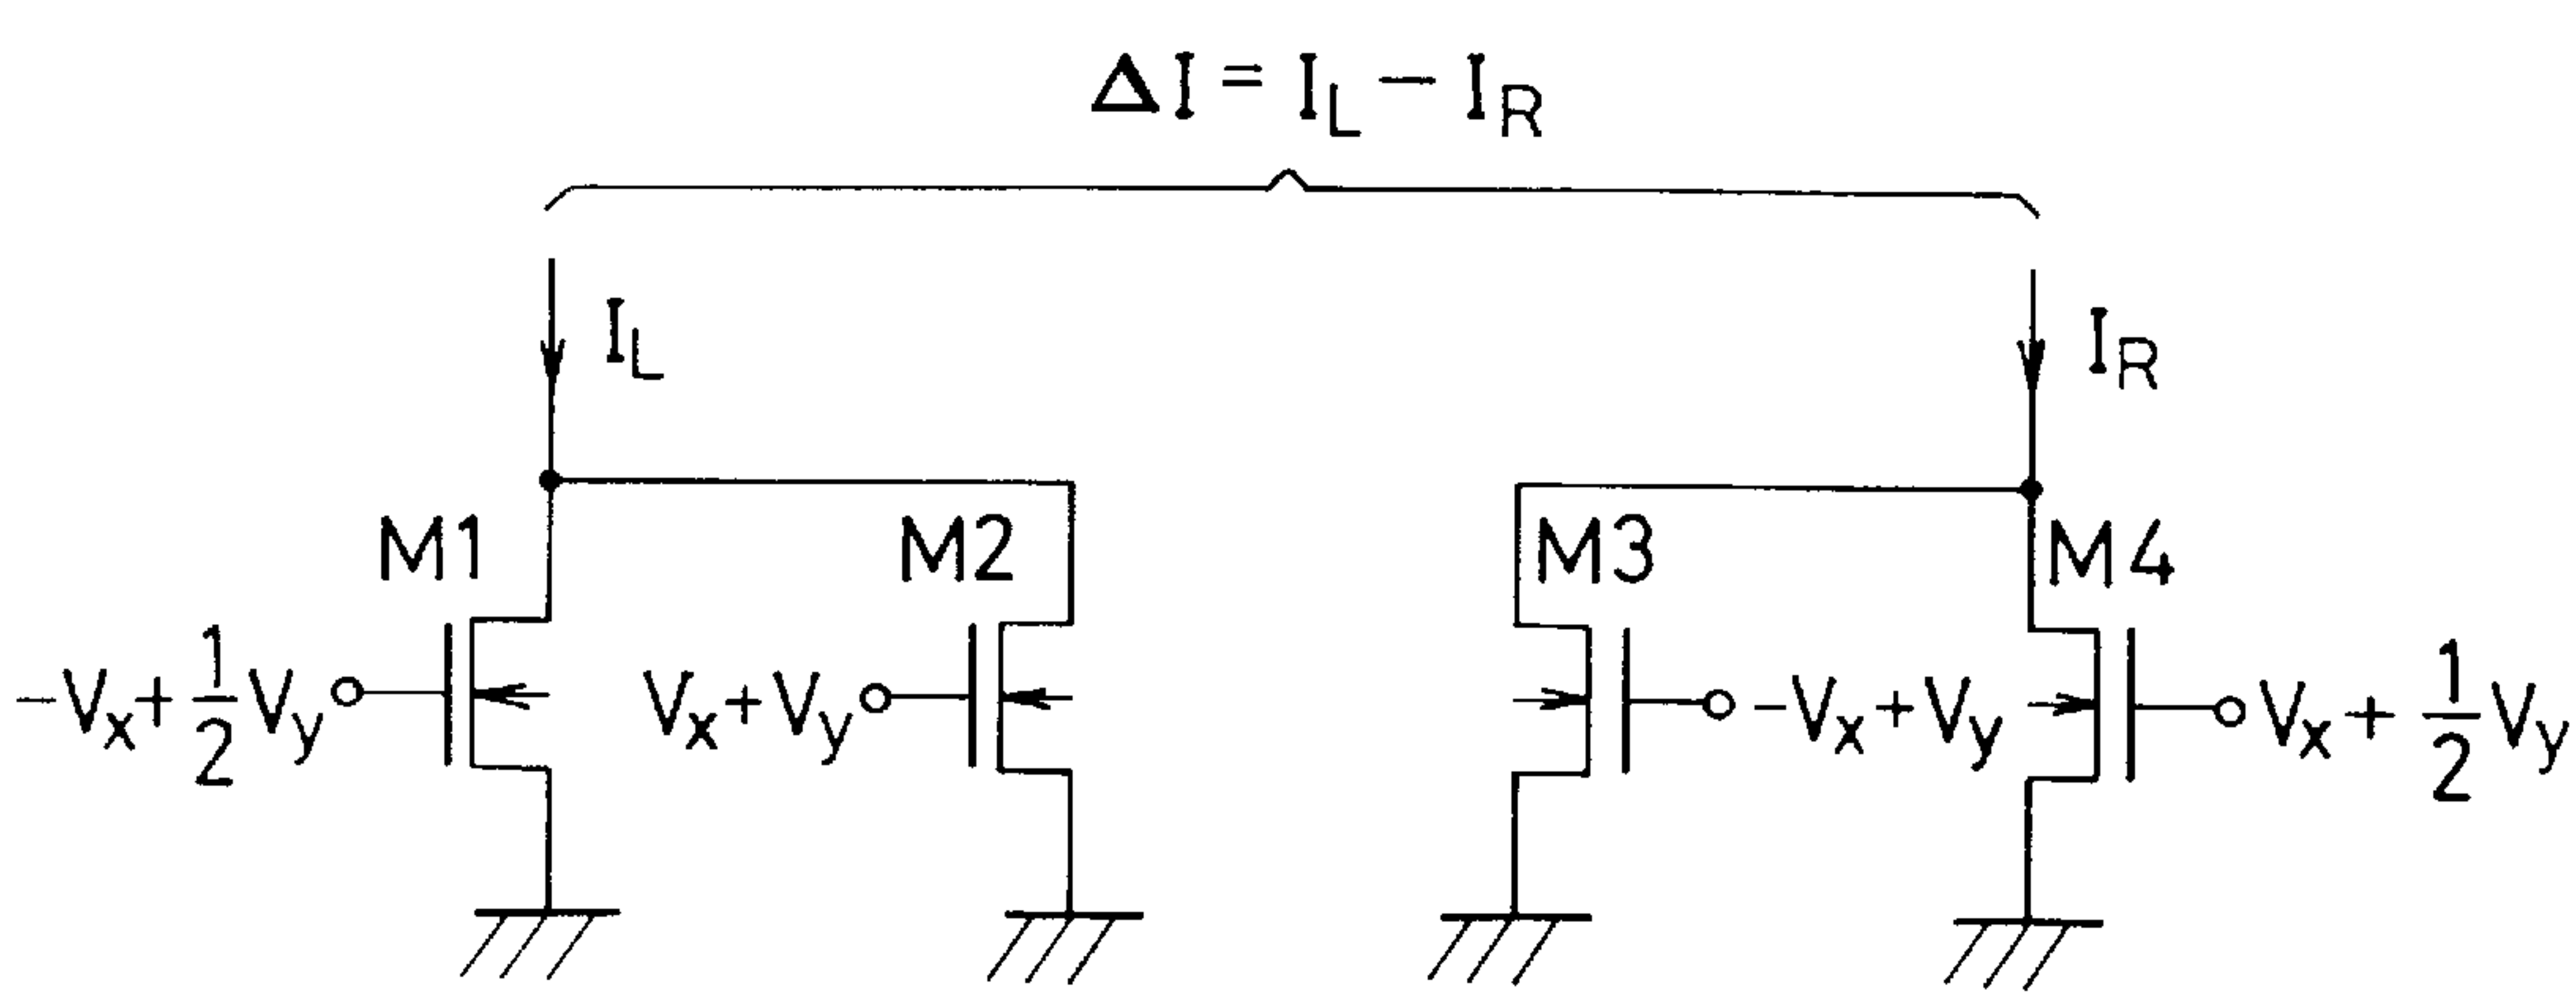 ΔI = I_L − I_R
I_L
I_R
M1
M2
M3
M4
−V_x + 1/2 V_y
V_x + V_y
−V_x + V_y
V_x + 1/2 V_y